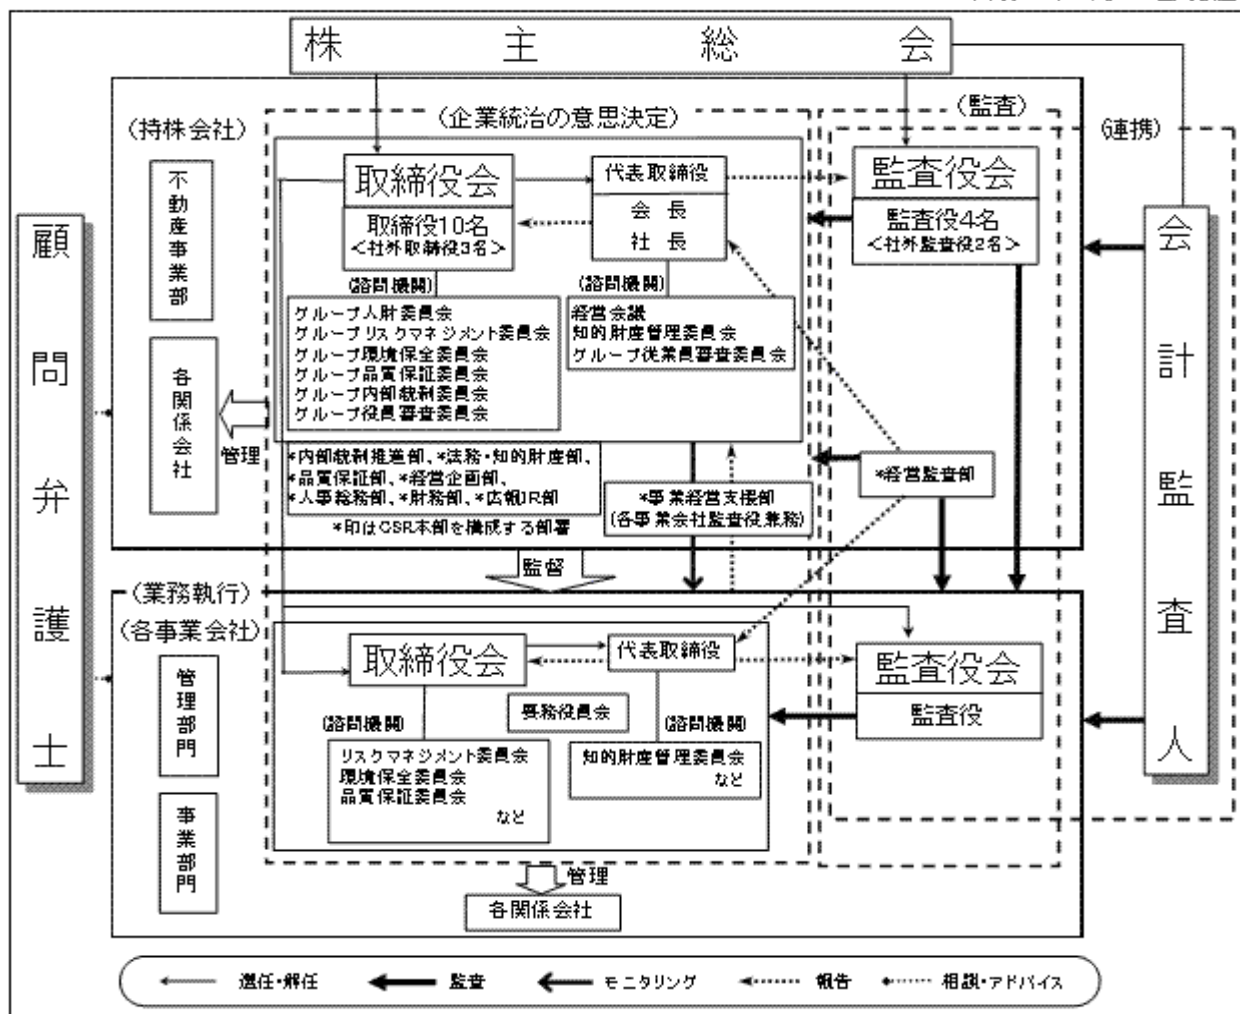 株主総会
(持株会社)
(企業統治の意思決定)
(監査)
(連携)
不動産事業部
各関係会社
管理
顧問弁護士
会計監査人
取締役会
取締役10名
<社外取締役3名>
代表取締役
会長
社長
監査役会
監査役4名
<社外監査役2名>
(諮問機関)
グループ人財委員会
グループリスクマネジメント委員会
グループ環境保全委員会
グループ品質保証委員会
グループ内部統制委員会
グループ役員審査委員会
(諮問機関)
経営会議
知的財産管理委員会
グループ従業員審査委員会
*内部統制推進部、*法務・知的財産部、
*品質保証部、*経営企画部、
*人事総務部、*財務部、*広報IR部
*印はCSR本部を構成する部署
*事業経営支援部
(各事業会社監査役兼務)
*経営監査部
監督
(業務執行)
(各事業会社)
管理部門
事業部門
取締役会
代表取締役
監査役会
監査役
業務役員会
(諮問機関)
リスクマネジメント委員会
環境保全委員会
品質保証委員会
など
(諮問機関)
知的財産管理委員会
など
管理
各関係会社
選任・解任
監査
モニタリング
報告
相談・アドバイス